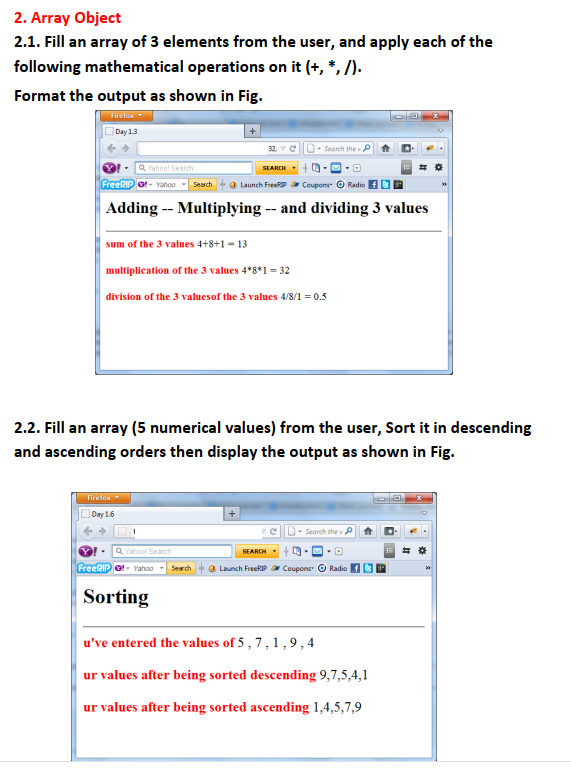 2. Array Object
2.1. Fill an array of 3 elements from the user, and apply each of the
following mathematical operations on it (+, *, /).
Format the output as shown in Fig.
Firefox
Day 1.3
+
32, Search the v
Yahoo! Search SEARCH
FreeRIP Yahoo Search Launch FreeRIP Coupons Radio »
Adding -- Multiplying -- and dividing 3 values
sum of the 3 values 4+8+1 = 13
multiplication of the 3 values 4*8*1 = 32
division of the 3 valuesof the 3 values 4/8/1 = 0.5
2.2. Fill an array (5 numerical values) from the user, Sort it in descending
and ascending orders then display the output as shown in Fig.
Firefox
Day 1.6
+
Search the v
Yahoo! Search SEARCH
FreeRIP Yahoo Search Launch FreeRIP Coupons Radio »
Sorting
u've entered the values of 5 , 7 , 1 , 9 , 4
ur values after being sorted descending 9,7,5,4,1
ur values after being sorted ascending 1,4,5,7,9